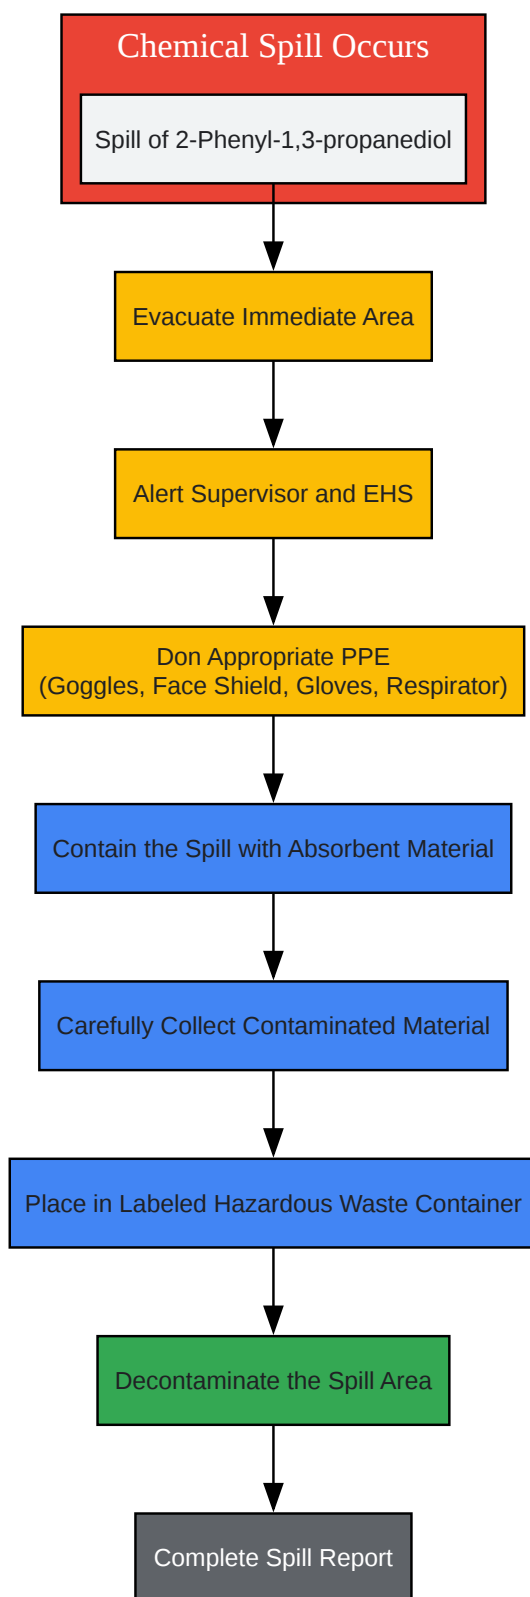 Chemical Spill Occurs
Spill of 2-Phenyl-1,3-propanediol
Evacuate Immediate Area
Alert Supervisor and EHS
Don Appropriate PPE
(Goggles, Face Shield, Gloves, Respirator)
Contain the Spill with Absorbent Material
Carefully Collect Contaminated Material
Place in Labeled Hazardous Waste Container
Decontaminate the Spill Area
Complete Spill Report